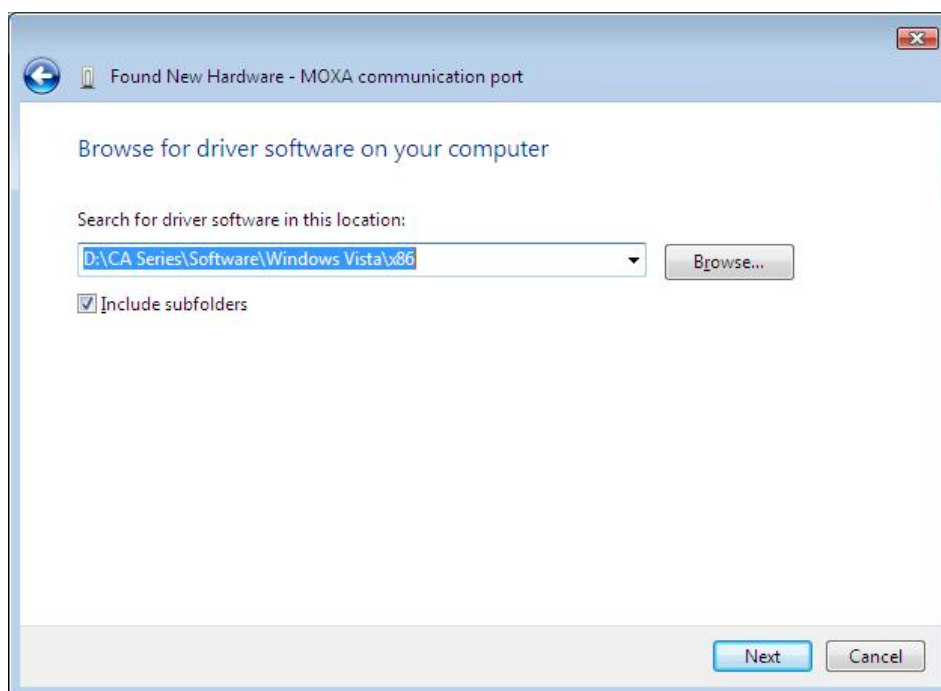 Found New Hardware - MOXA communication port
Browse for driver software on your computer
Search for driver software in this location:
D:\CA Series\Software\Windows Vista\x86
Browse...
Include subfolders
Next
Cancel